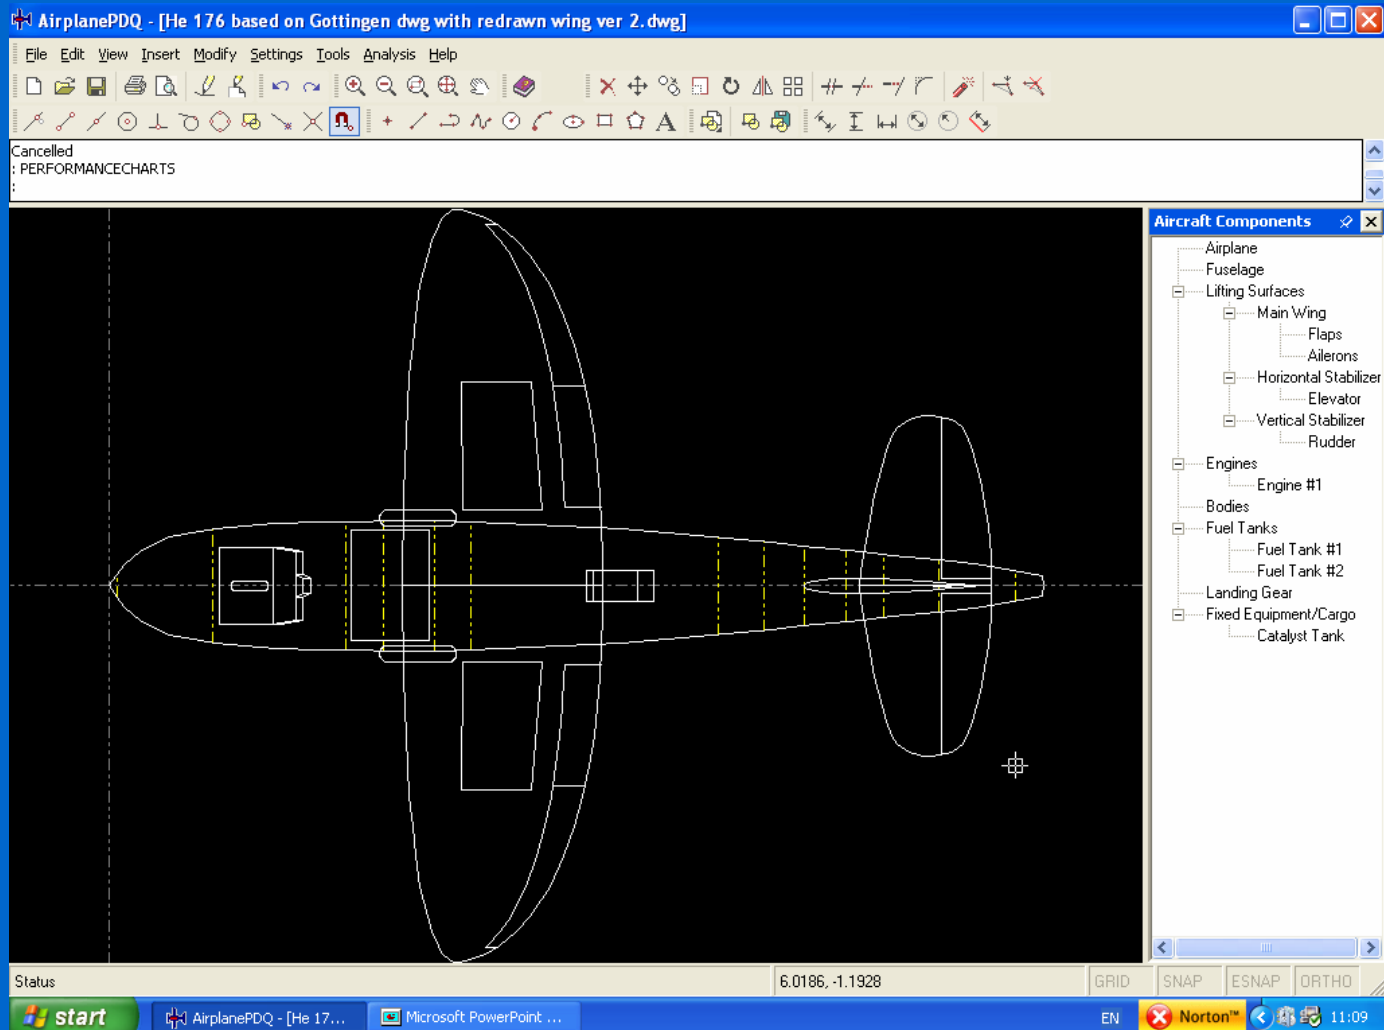 AirplanePDQ - [He 176 based on Gottingen dwg with redrawn wing ver 2.dwg]
File Edit View Insert Modify Settings Tools Analysis Help
A
Cancelled
: PERFORMANCECHARTS
:
Aircraft Components
Airplane
Fuselage
Lifting Surfaces
Main Wing
Flaps
Ailerons
Horizontal Stabilizer
Elevator
Vertical Stabilizer
Rudder
Engines
Engine #1
Bodies
Fuel Tanks
Fuel Tank #1
Fuel Tank #2
Landing Gear
Fixed Equipment/Cargo
Catalyst Tank
Status 6.0186, -1.1928 GRID SNAP ESNAP ORTHO
start AirplanePDQ - [He 17... Microsoft PowerPoint ... EN Norton™ 11:09